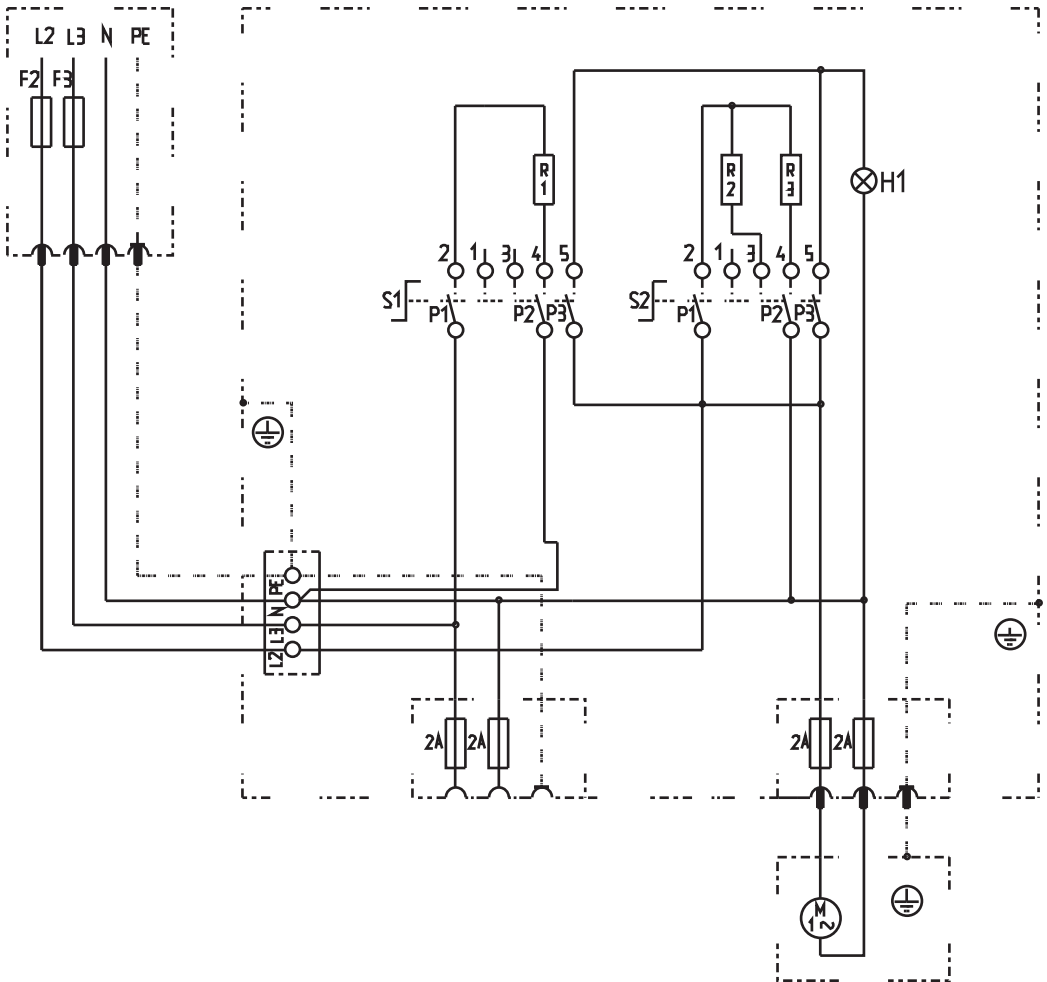 L2 L3 N PE
F2 F3
R
1
R
2
R
3
H1
2 1 3 4 5
2 1 3 4 5
S1 P1 P2 P3
S2 P1 P2 P3
PE
N
L3
L2
2A 2A
2A 2A
M
1~